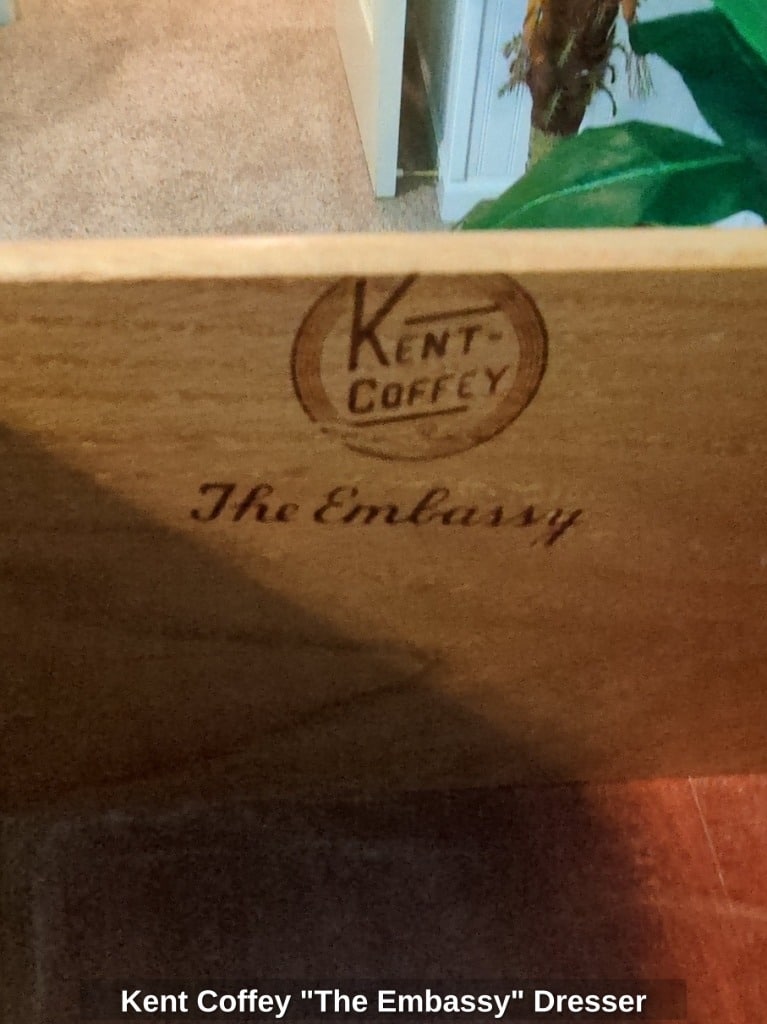 KENT-
COFFEY
The Embassy
Kent Coffey "The Embassy" Dresser